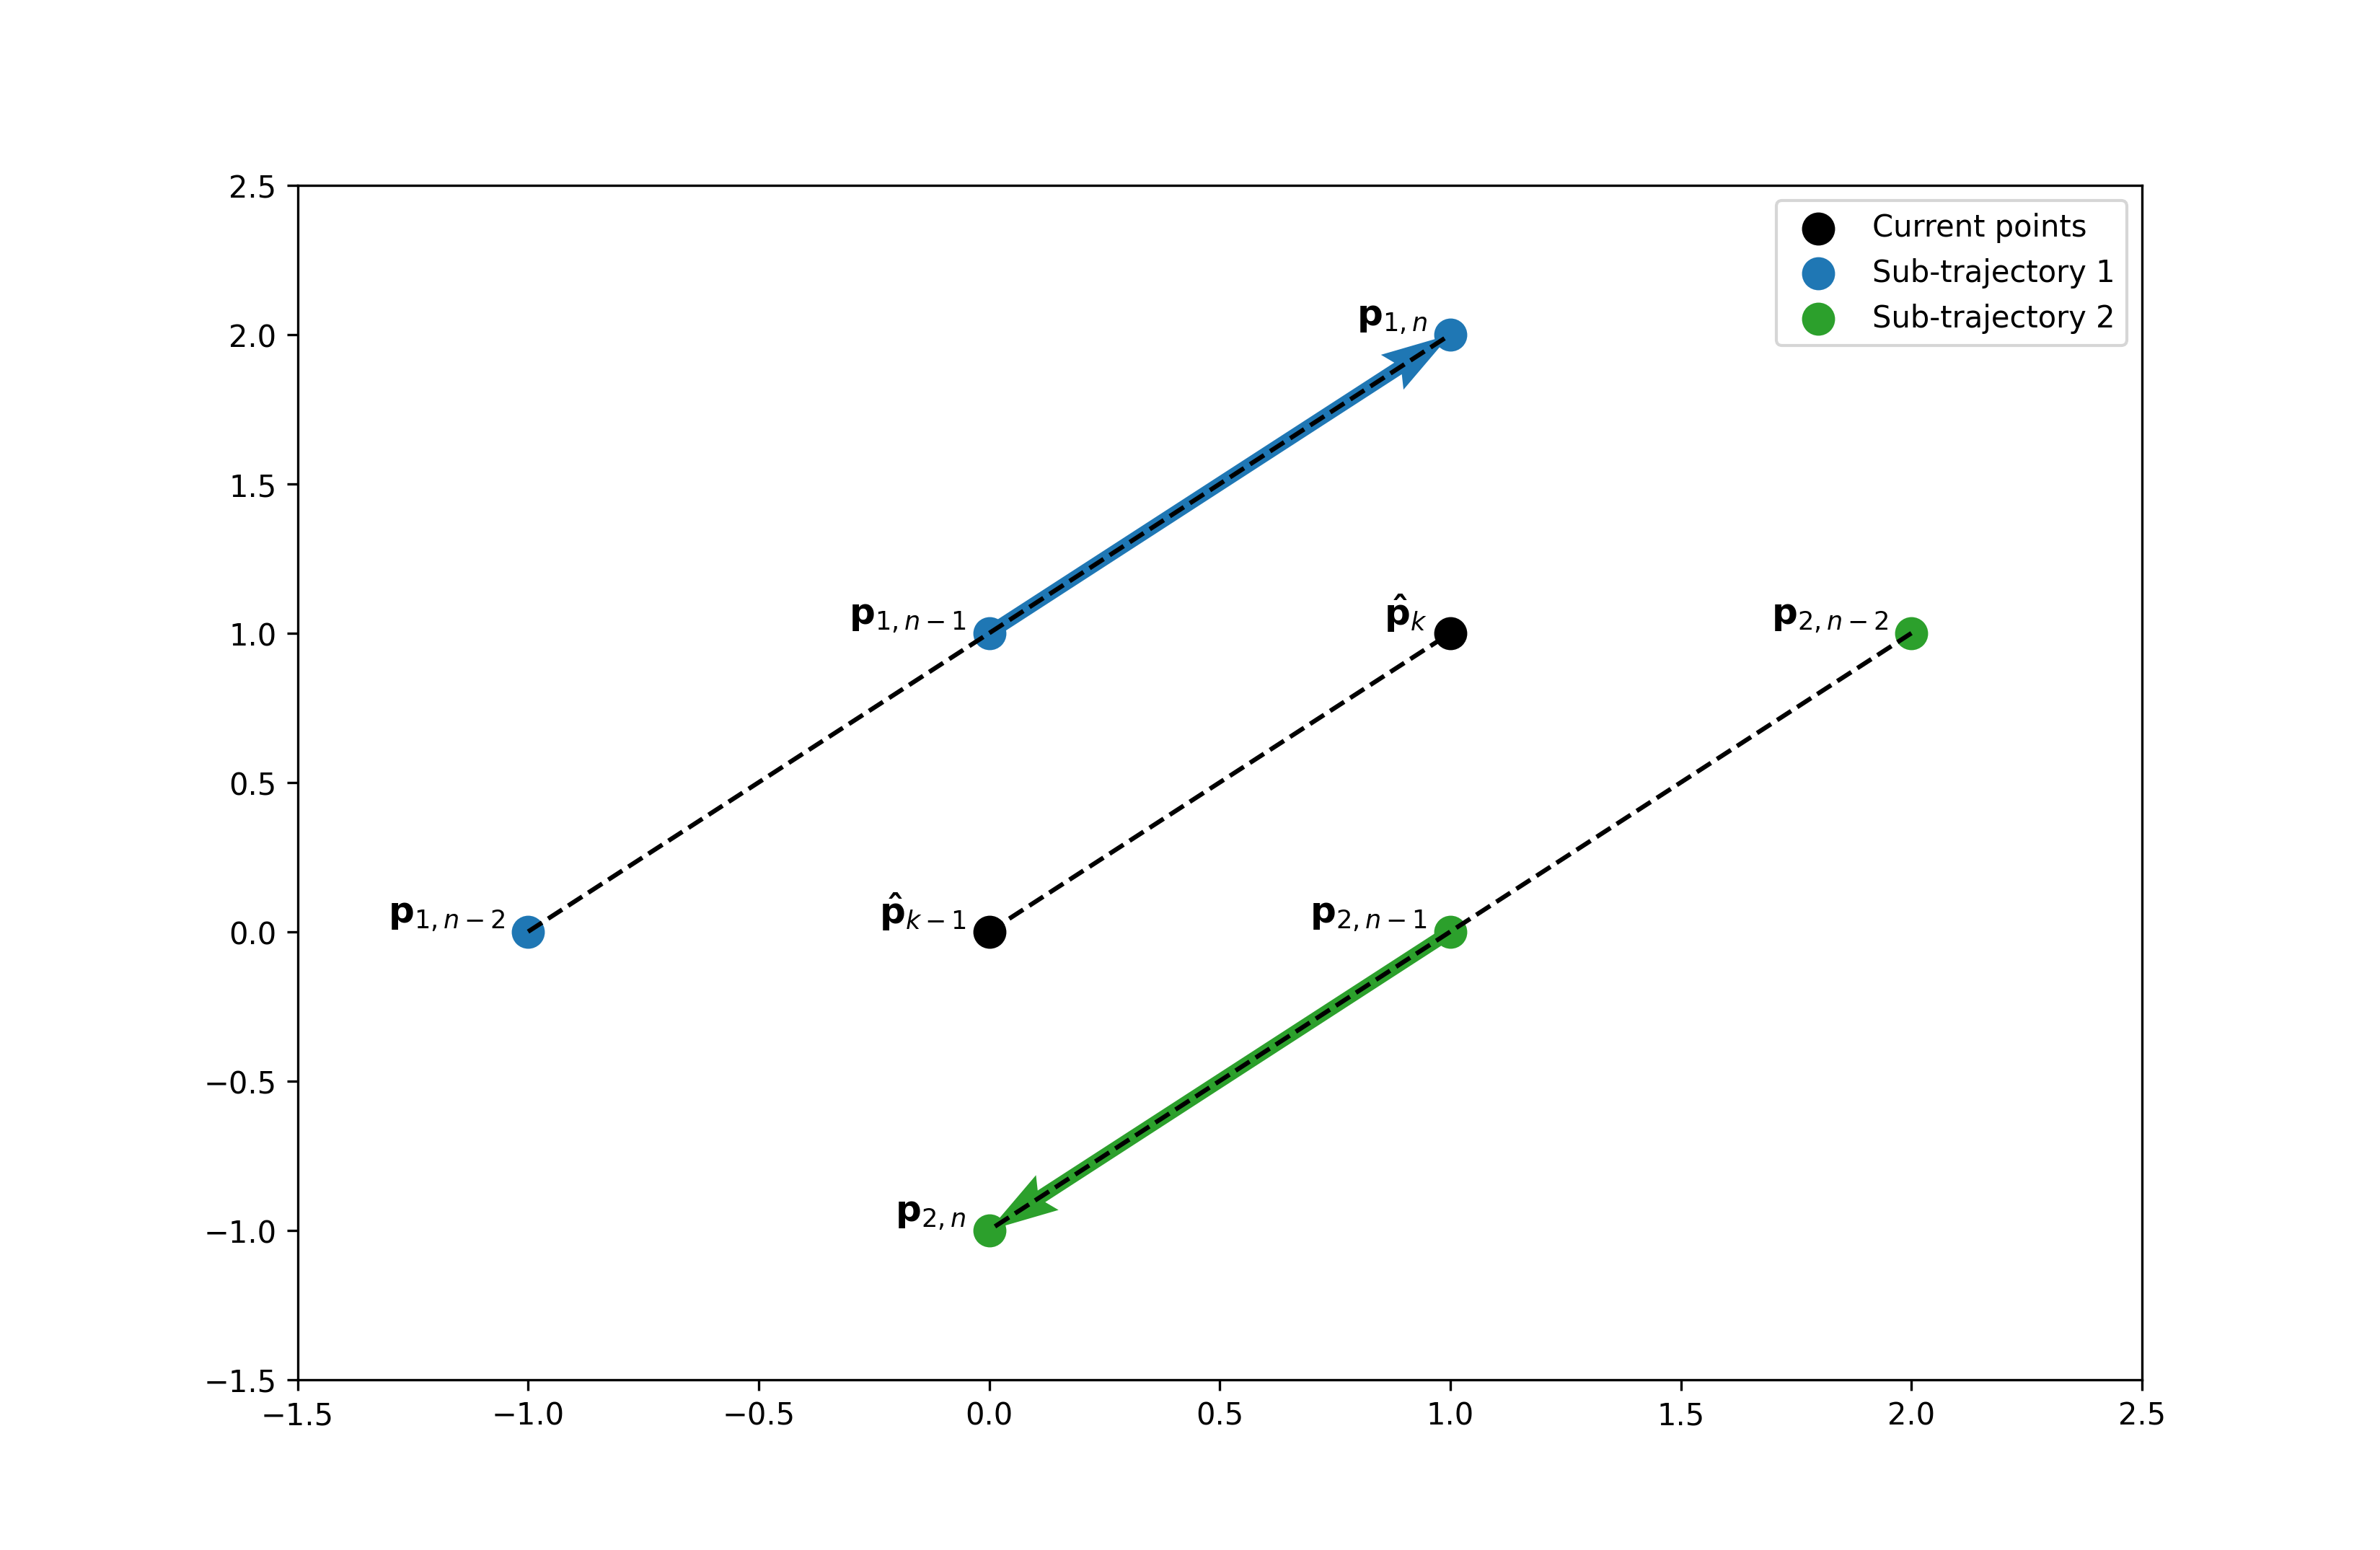 2.5
2.0
1.5
1.0
0.5
0.0
−0.5
−1.0
−1.5
−1.5 −1.0 −0.5 0.0 0.5 1.0 1.5 2.0 2.5
Current points
Sub-trajectory 1
Sub-trajectory 2
p₁,ₙ
p₁,ₙ₋₁
p̂ₖ
p₂,ₙ₋₂
p₁,ₙ₋₂
p̂ₖ₋₁
p₂,ₙ₋₁
p₂,ₙ